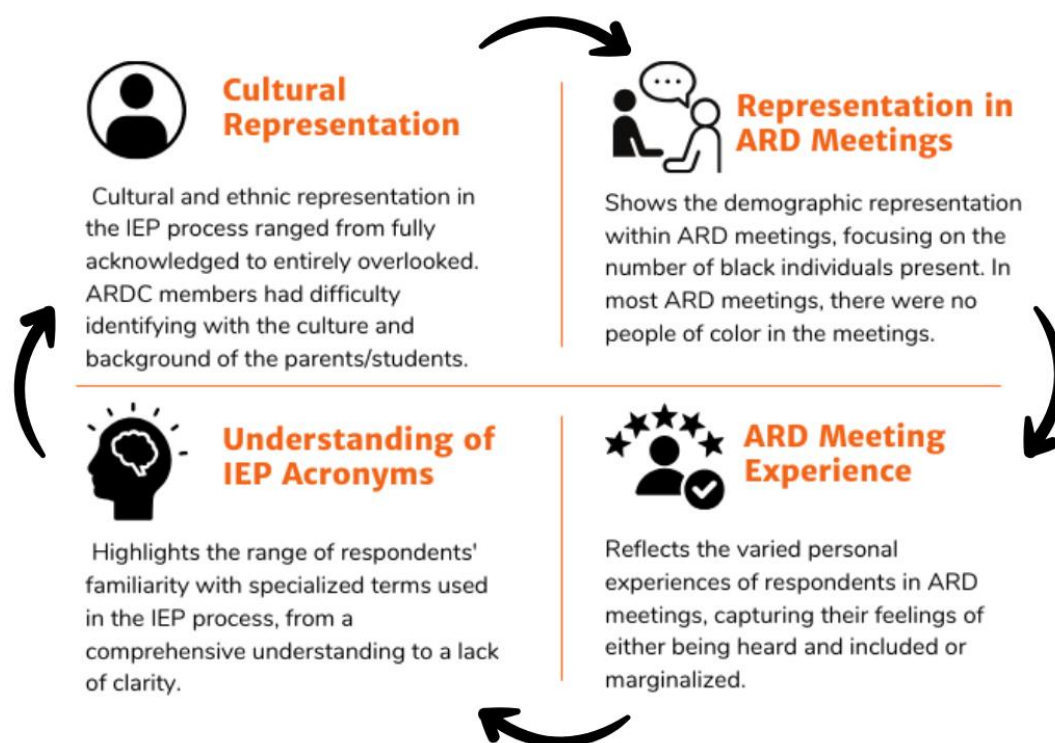 Cultural
Representation
Cultural and ethnic representation in
the IEP process ranged from fully
acknowledged to entirely overlooked.
ARDC members had difficulty
identifying with the culture and
background of the parents/students.
Representation in
ARD Meetings
Shows the demographic representation
within ARD meetings, focusing on the
number of black individuals present. In
most ARD meetings, there were no
people of color in the meetings.
Understanding of
IEP Acronyms
Highlights the range of respondents'
familiarity with specialized terms used
in the IEP process, from a
comprehensive understanding to a lack
of clarity.
ARD Meeting
Experience
Reflects the varied personal
experiences of respondents in ARD
meetings, capturing their feelings of
either being heard and included or
marginalized.